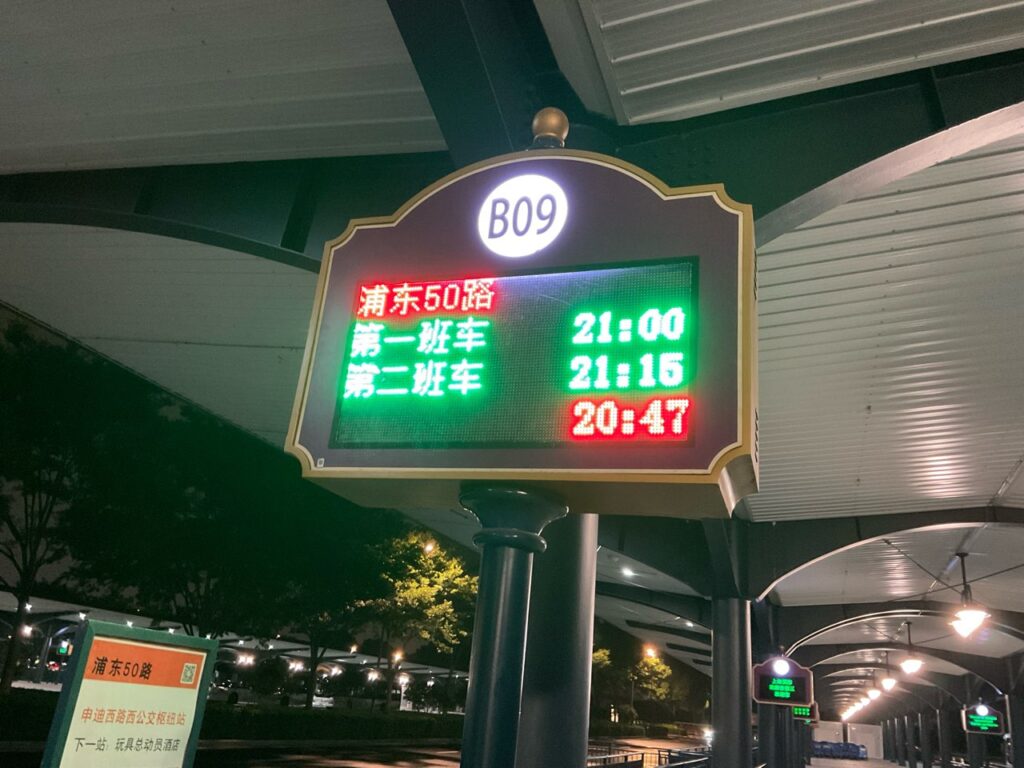 B09
浦东50路
第一班车 21:00
第二班车 21:15
20:47
浦东50路
申迪西路西公交枢纽站
下一站：玩具总动员酒店